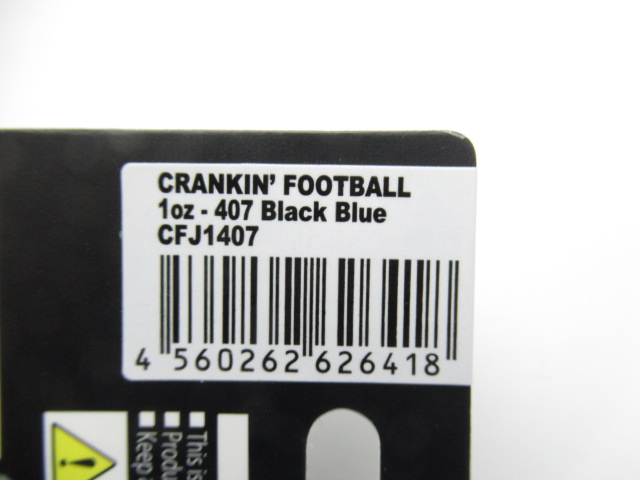 CRANKIN' FOOTBALL
1oz - 407 Black Blue
CFJ1407
4 560262 626418
■ This is
■ Produ
■ Keep